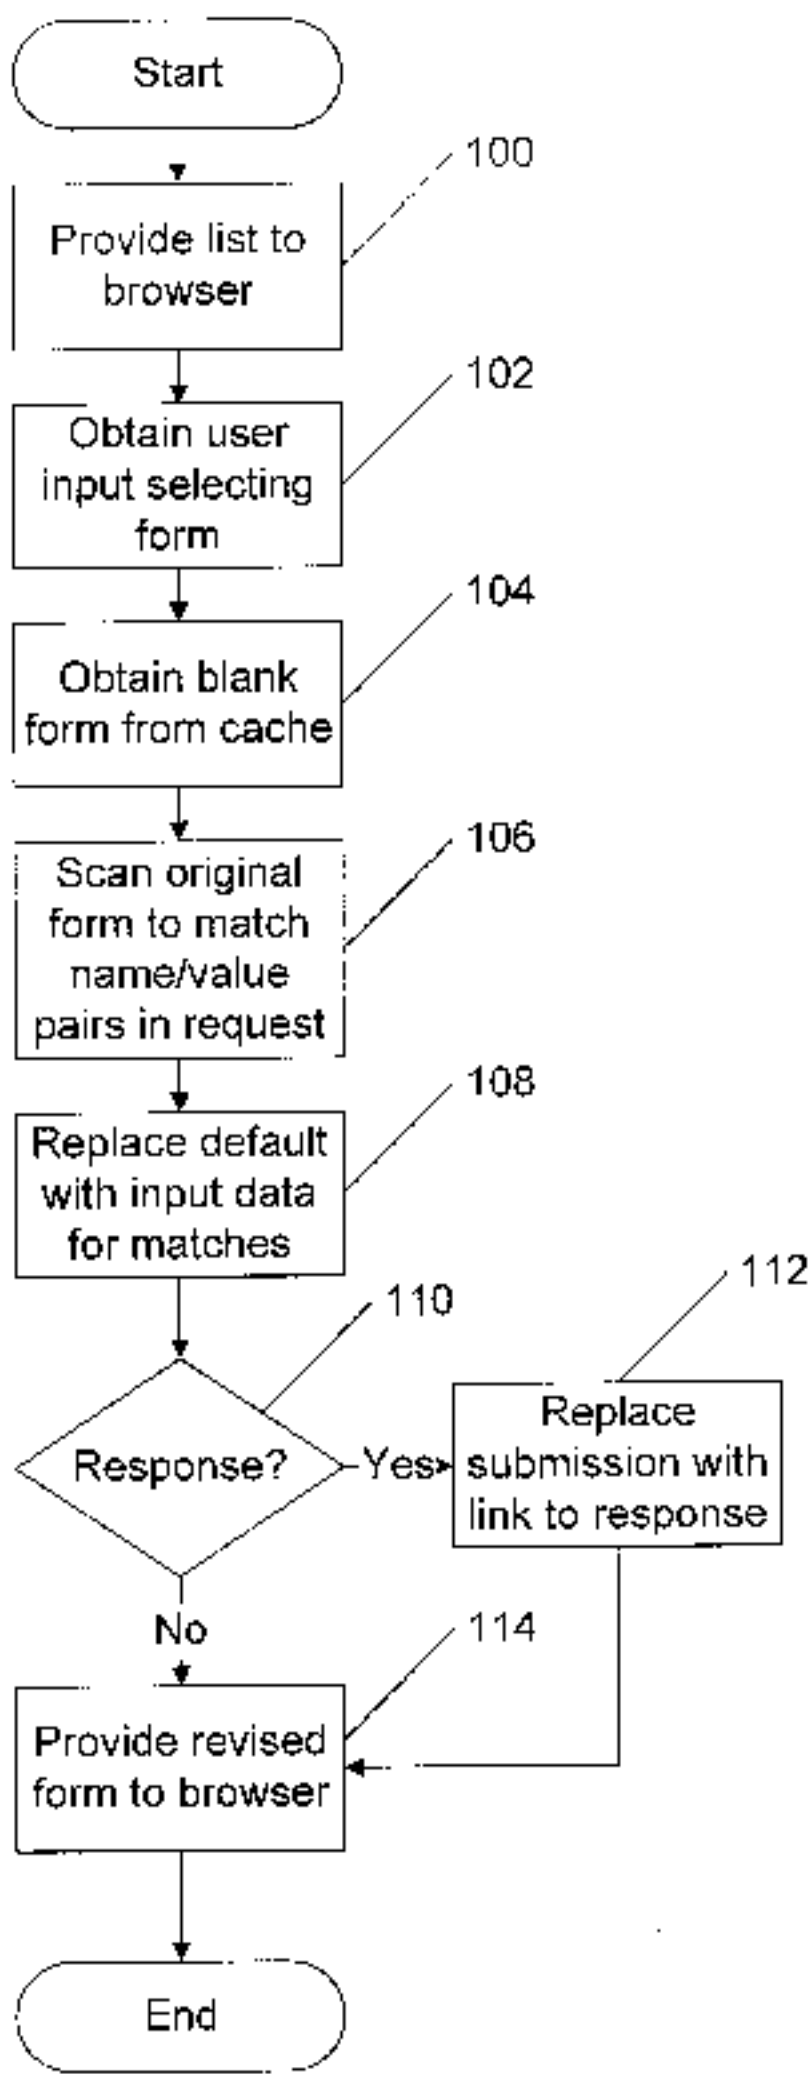 Start
100
Provide list to
browser
102
Obtain user
input selecting
form
104
Obtain blank
form from cache
106
Scan original
form to match
name/value
pairs in request
108
Replace default
with input data
for matches
110
Response?
Yes
112
Replace
submission with
link to response
No
114
Provide revised
form to browser
End